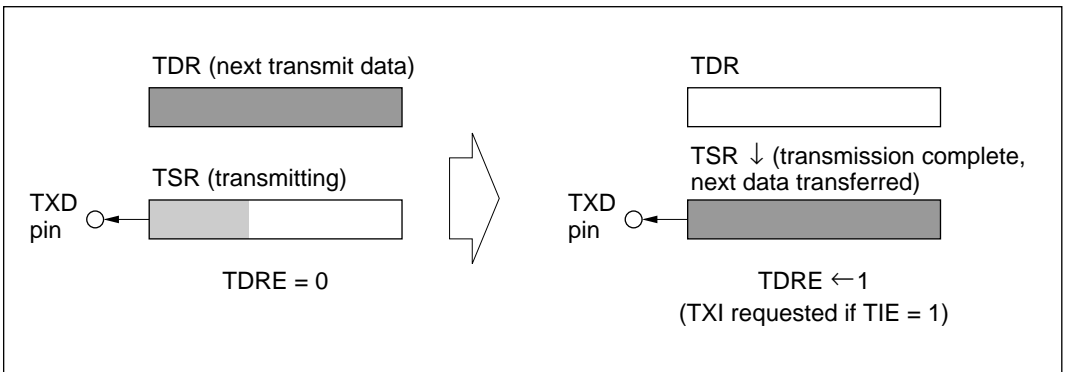 TDR (next transmit data)
TSR (transmitting)
TXD
pin
TDRE = 0
TDR
TSR ↓ (transmission complete,
next data transferred)
TXD
pin
TDRE ←1
(TXI requested if TIE = 1)